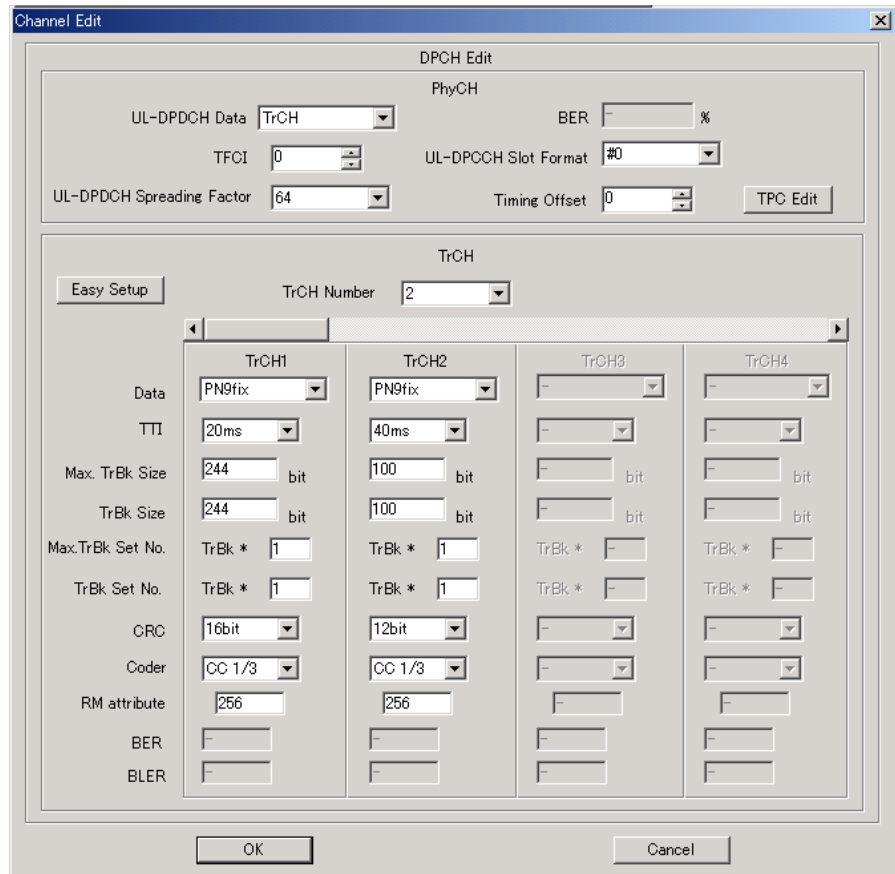 Channel Edit
DPCH Edit
PhyCH
UL-DPDCH Data TrCH BER - %
TFCI 0 UL-DPCCH Slot Format #0
UL-DPDCH Spreading Factor 64 Timing Offset 0 TPC Edit
TrCH
Easy Setup TrCH Number 2
TrCH1 TrCH2 TrCH3 TrCH4
Data PN9fix PN9fix - -
TTI 20ms 40ms - -
Max. TrBk Size 244 bit 100 bit - bit - bit
TrBk Size 244 bit 100 bit - bit - bit
Max.TrBk Set No. TrBk * 1 TrBk * 1 TrBk * - TrBk * -
TrBk Set No. TrBk * 1 TrBk * 1 TrBk * - TrBk * -
CRC 16bit 12bit - -
Coder CC 1/3 CC 1/3 - -
RM attribute 256 256 - -
BER - - - -
BLER - - - -
OK Cancel